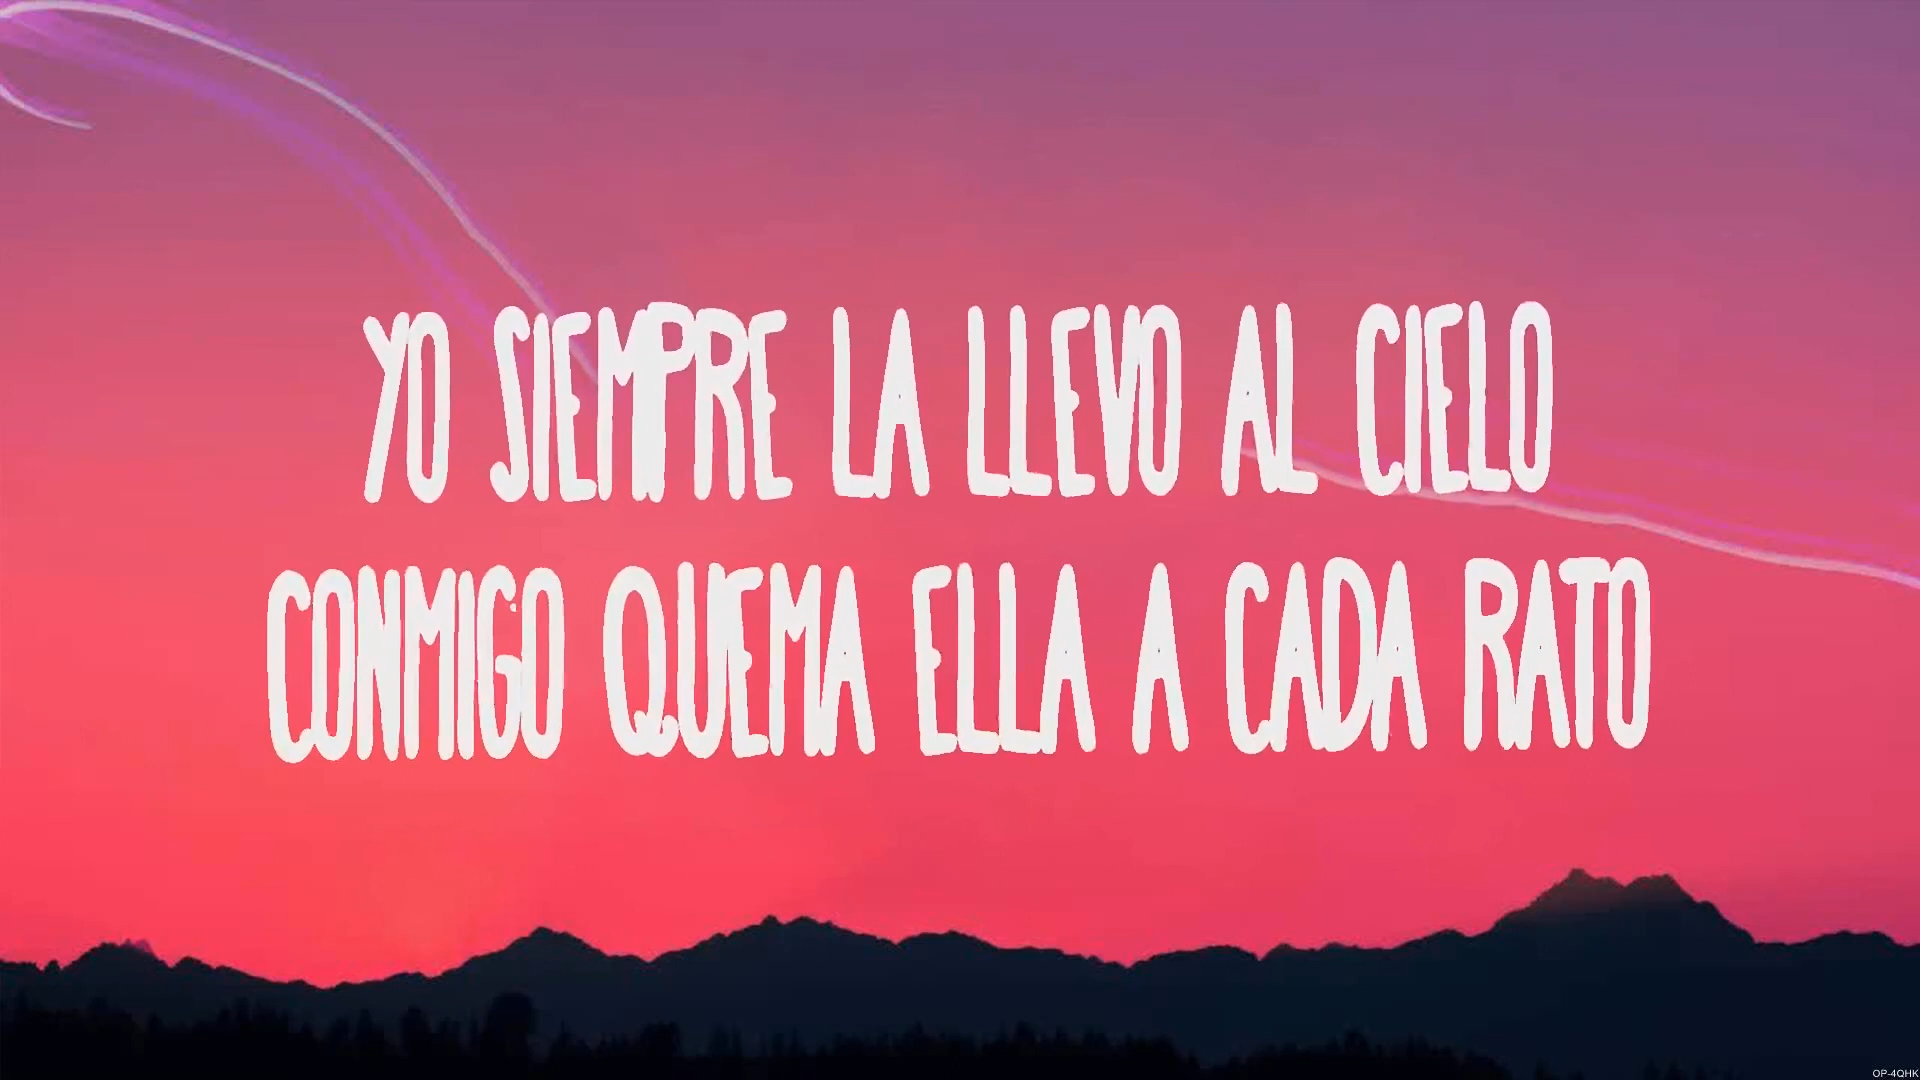 YO SIEMPRE LA LLEVO AL CIELO
CONMIGO QUEMA ELLA A CADA RATO
OP-4QHK